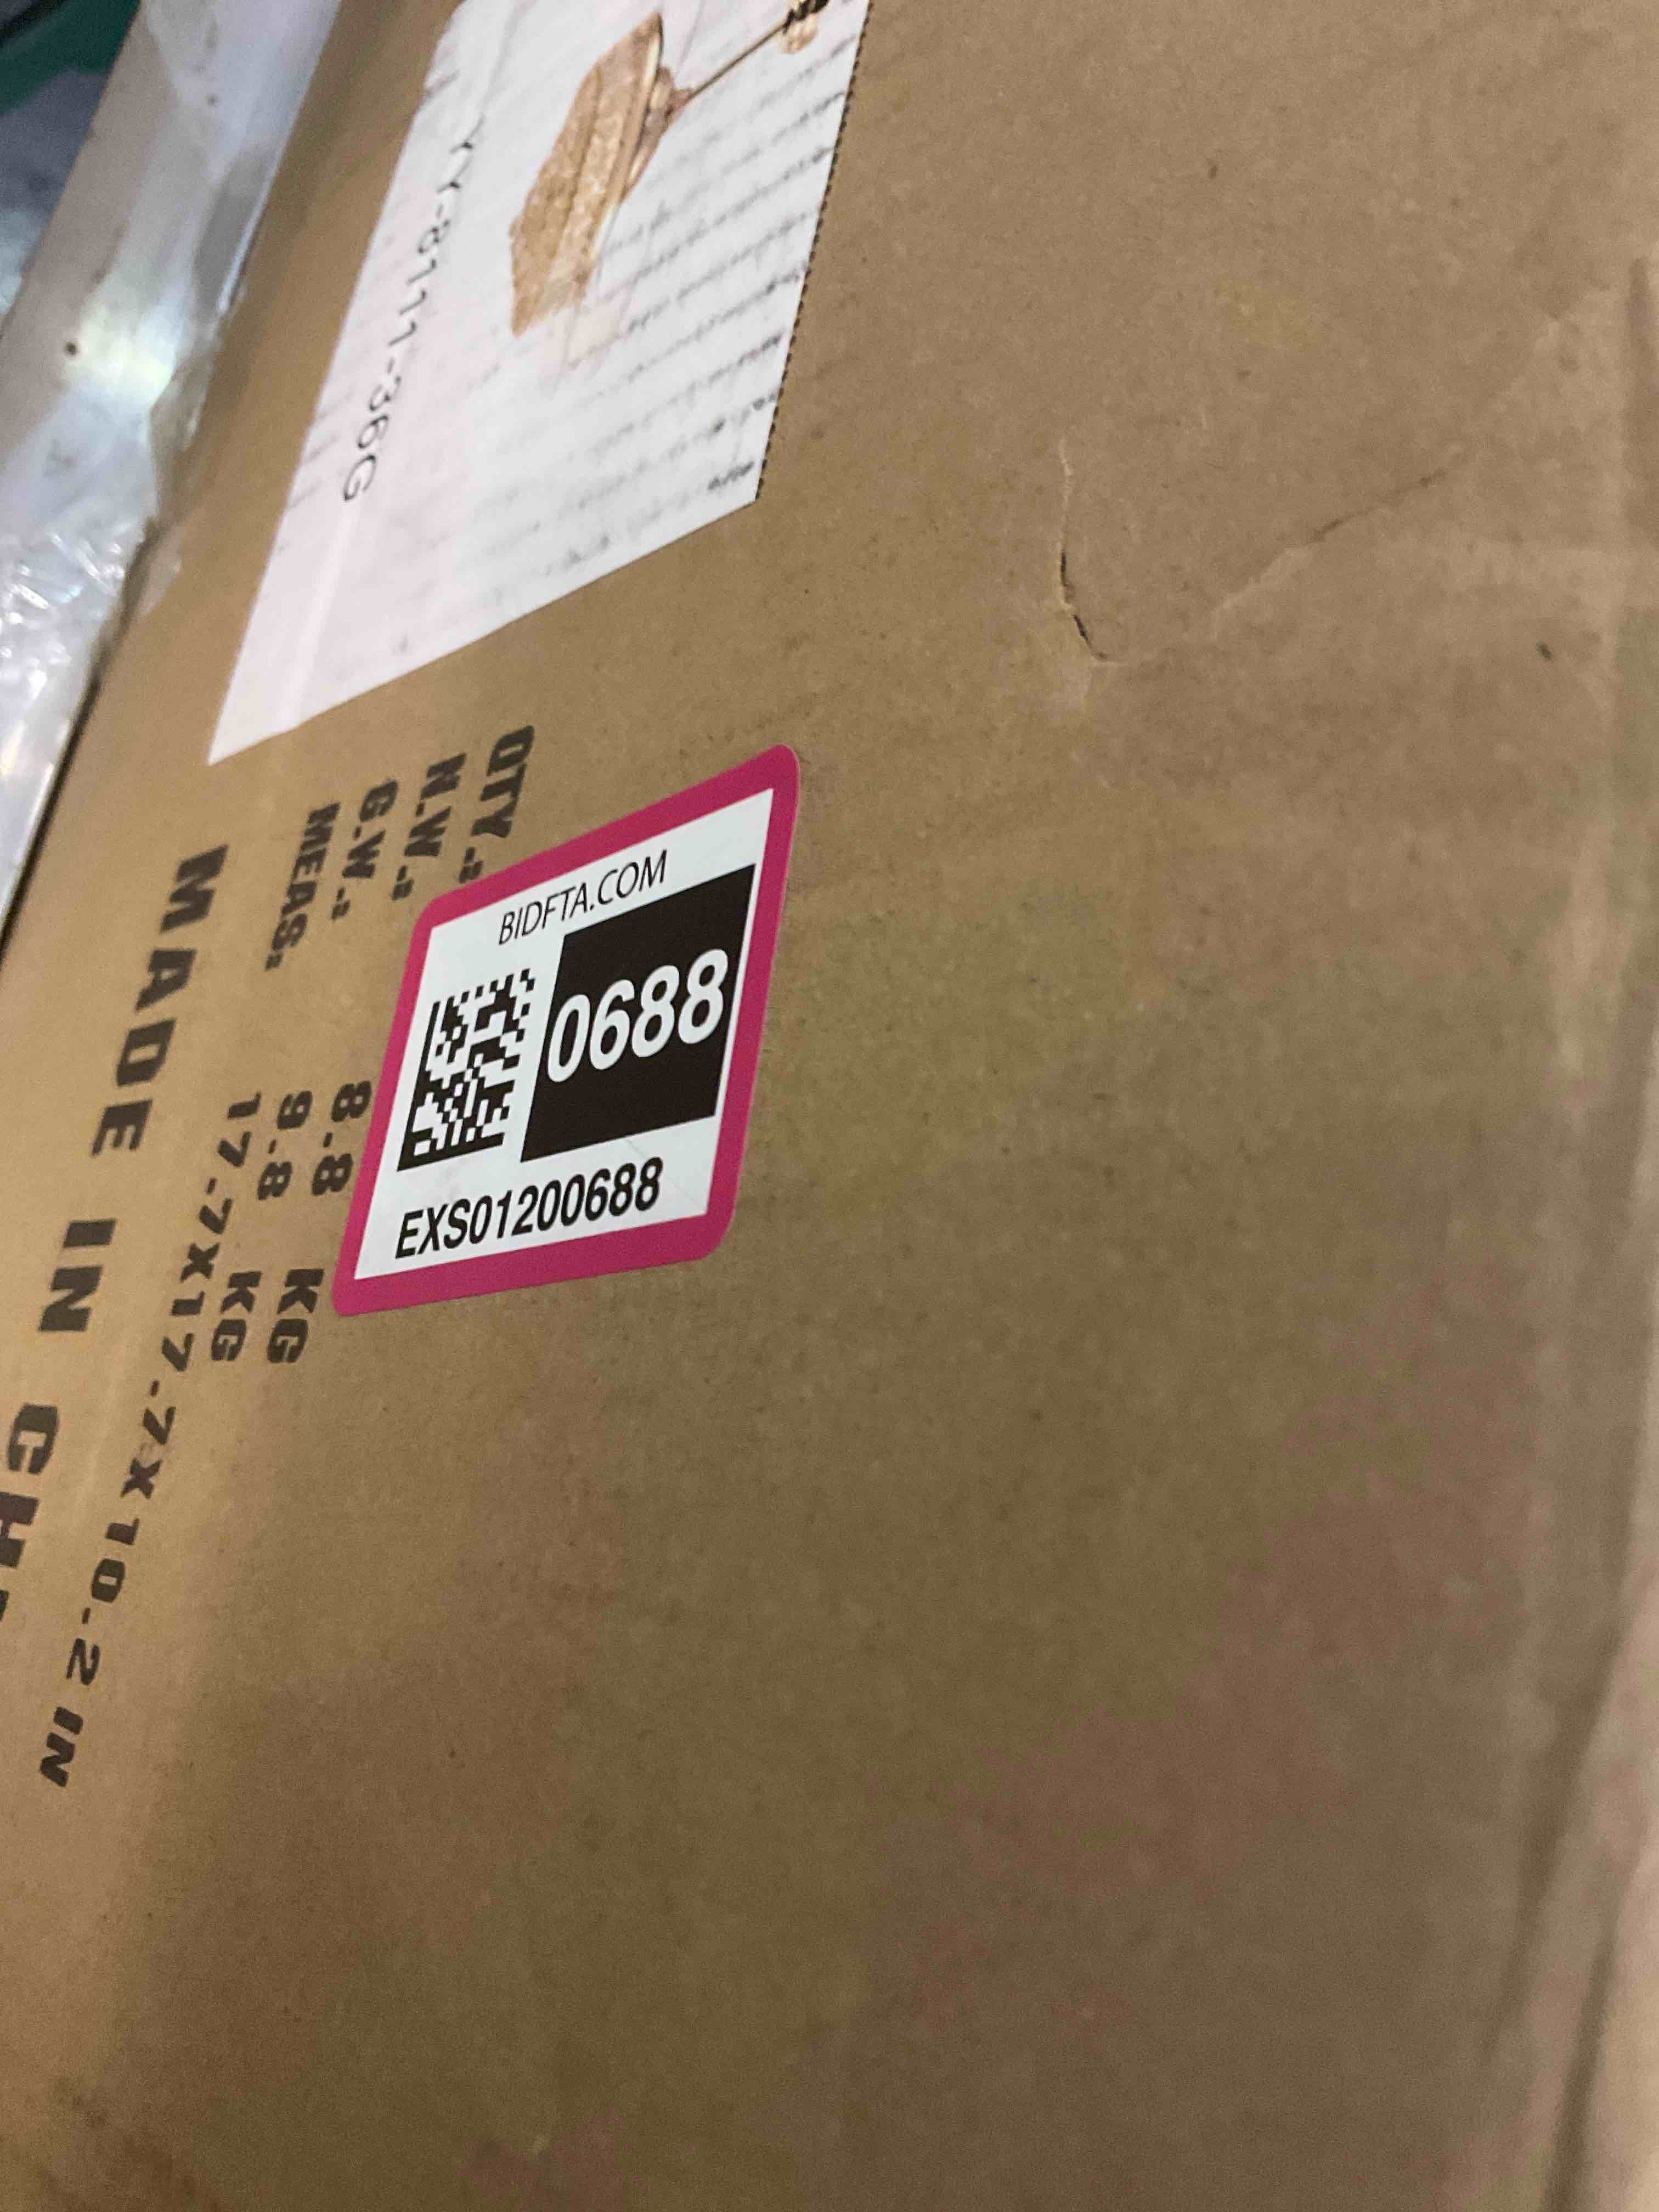 YY-8111-36G
QTY.:
N.W.: 8.8 KG
G.W.: 9.8 KG
MEAS: 17.7X17.7X10.2 IN
MADE IN
BIDFTA.COM
0688
EXS01200688